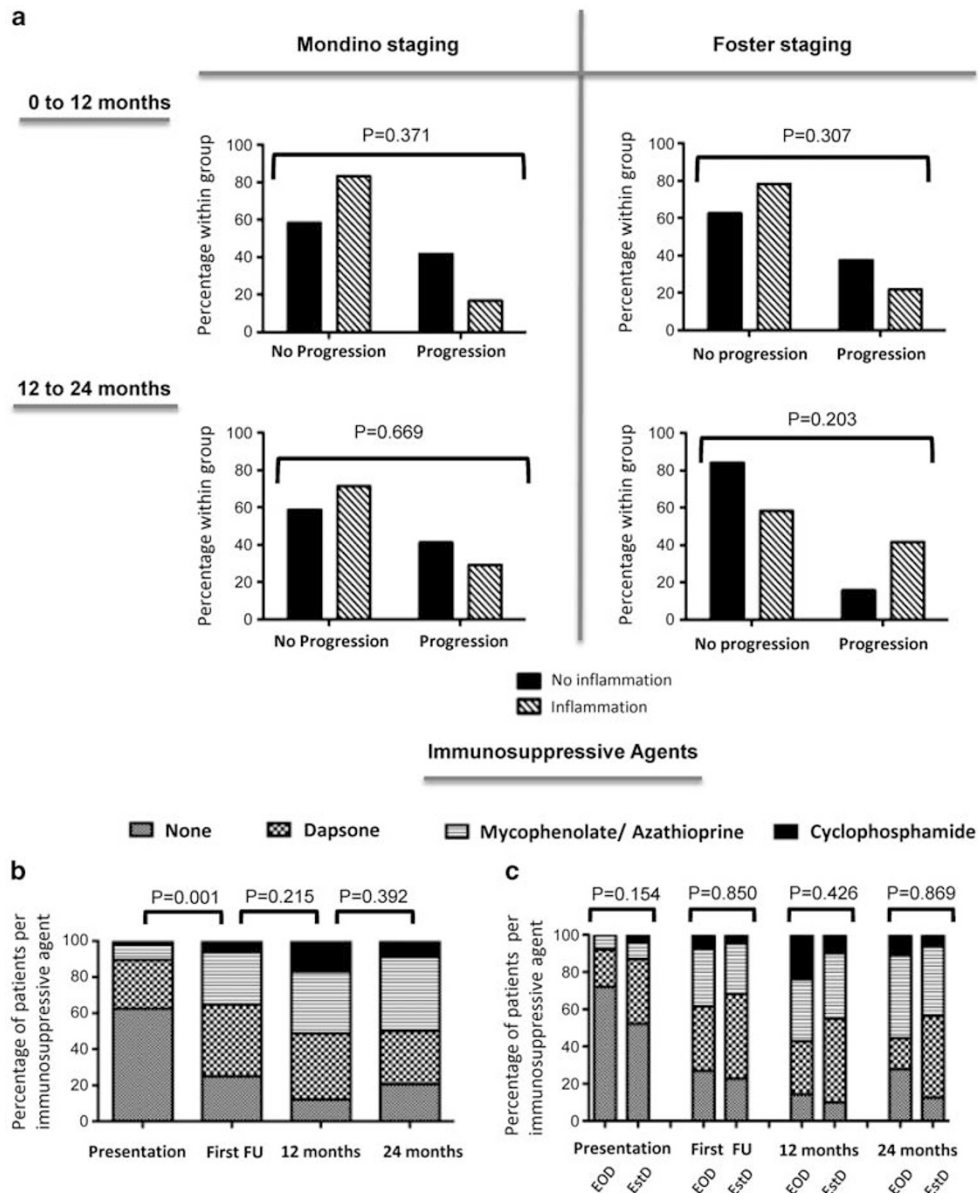 a
Mondino staging
Foster staging
0 to 12 months
P=0.371
Percentage within group
100
80
60
40
20
0
No Progression
Progression
P=0.307
Percentage within group
100
80
60
40
20
0
No progression
Progression
12 to 24 months
P=0.669
Percentage within group
100
80
60
40
20
0
No Progression
Progression
P=0.203
Percentage within group
100
80
60
40
20
0
No progression
Progression
No inflammation
Inflammation
Immunosuppressive Agents
None
Dapsone
Mycophenolate/ Azathioprine
Cyclophosphamide
b
P=0.001
P=0.215
P=0.392
Percentage of patients per
immunosuppressive agent
100
80
60
40
20
0
Presentation
First FU
12 months
24 months
c
P=0.154
P=0.850
P=0.426
P=0.869
Percentage of patients per
immunosuppressive agent
100
80
60
40
20
0
Presentation
First FU
12 months
24 months
EOD
EstD
EOD
EstD
EOD
EstD
EOD
EstD